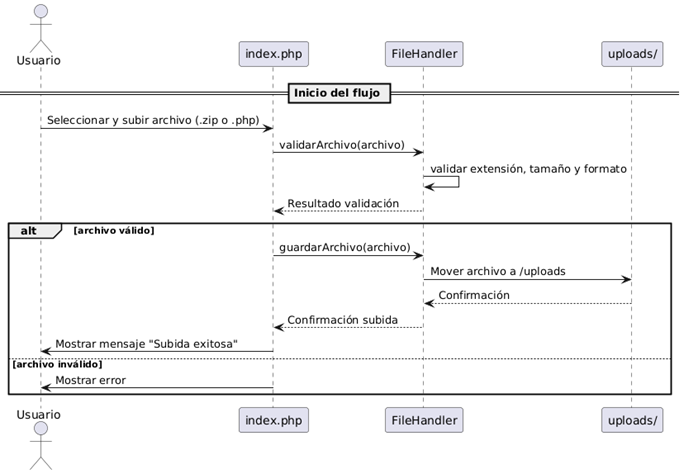 Usuario
index.php
FileHandler
uploads/
Inicio del flujo
Seleccionar y subir archivo (.zip o .php)
validarArchivo(archivo)
validar extensión, tamaño y formato
Resultado validación
alt [archivo válido]
guardarArchivo(archivo)
Mover archivo a /uploads
Confirmación
Confirmación subida
Mostrar mensaje "Subida exitosa"
[archivo inválido]
Mostrar error
Usuario
index.php
FileHandler
uploads/